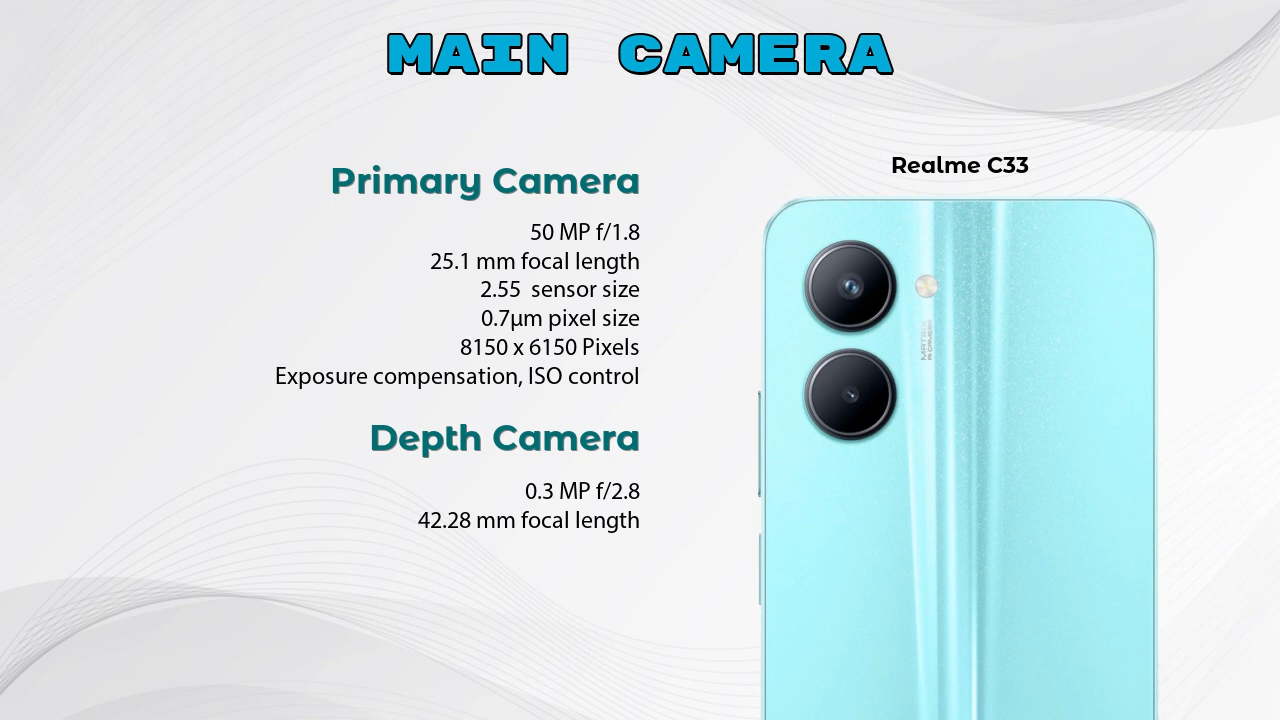 MAIN CAMERA
Primary Camera
50 MP f/1.8
25.1 mm focal length
2.55 sensor size
0.7µm pixel size
8150 x 6150 Pixels
Exposure compensation, ISO control
Depth Camera
0.3 MP f/2.8
42.28 mm focal length
Realme C33